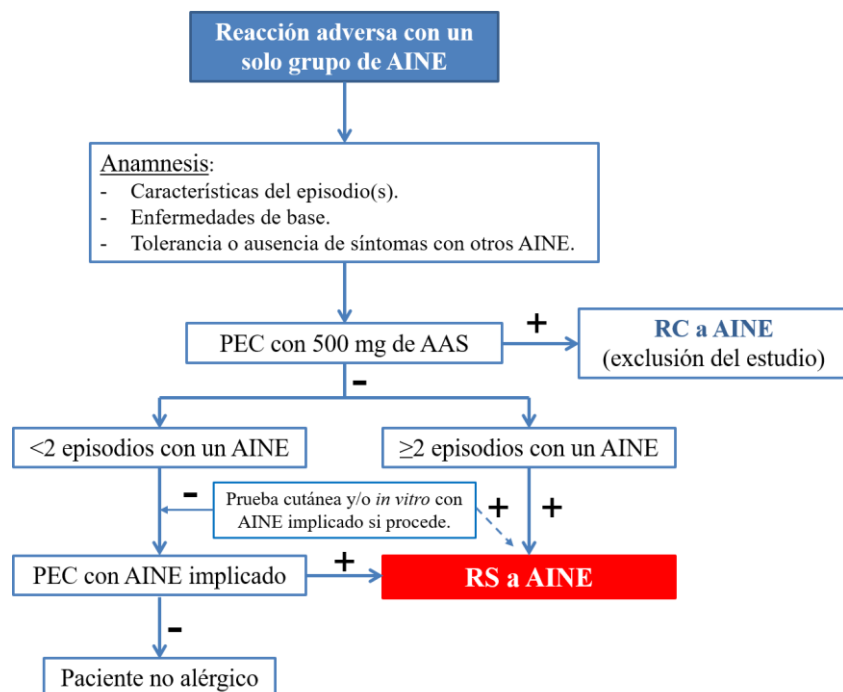 Reacción adversa con un
solo grupo de AINE
Anamnesis:
- Características del episodio(s).
- Enfermedades de base.
- Tolerancia o ausencia de síntomas con otros AINE.
PEC con 500 mg de AAS
+
RC a AINE
(exclusión del estudio)
-
<2 episodios con un AINE
≥2 episodios con un AINE
-
Prueba cutánea y/o in vitro con
AINE implicado si procede.
+
+
PEC con AINE implicado
+
RS a AINE
-
Paciente no alérgico